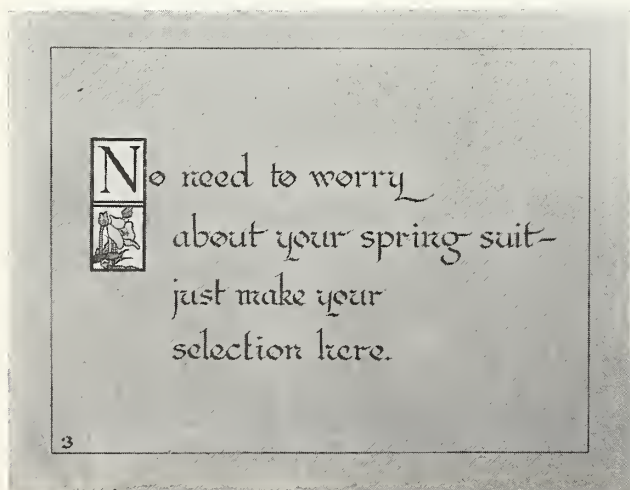 No need to worry
about your spring suit–
just make your
selection here.
3